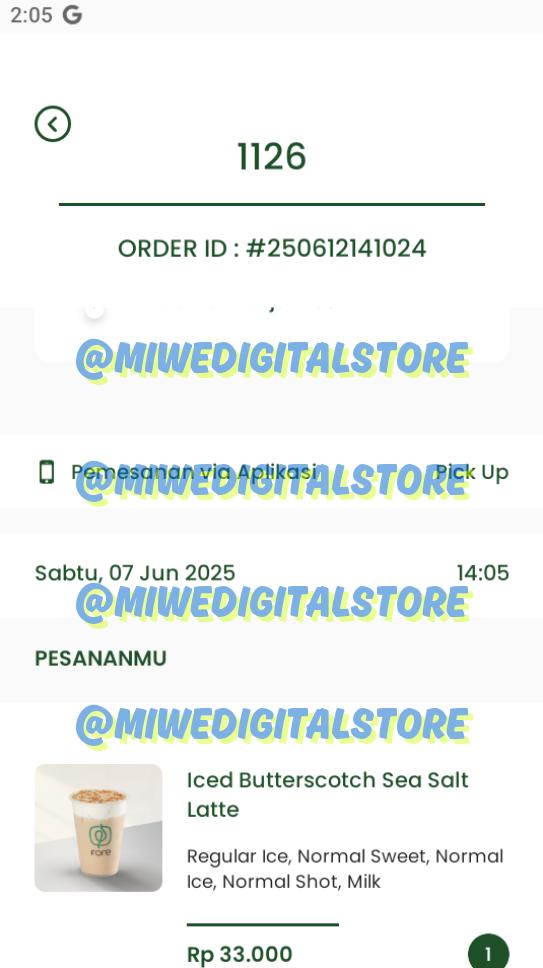 2:05 G
1126
ORDER ID : #250612141024
@MIWEDIGITALSTORE
Pemesanan via Aplikasi
Pick Up
@MIWEDIGITALSTORE
Sabtu, 07 Jun 2025
14:05
@MIWEDIGITALSTORE
PESANANMU
@MIWEDIGITALSTORE
Iced Butterscotch Sea Salt
Latte
fore
Regular Ice, Normal Sweet, Normal
Ice, Normal Shot, Milk
Rp 33.000
1